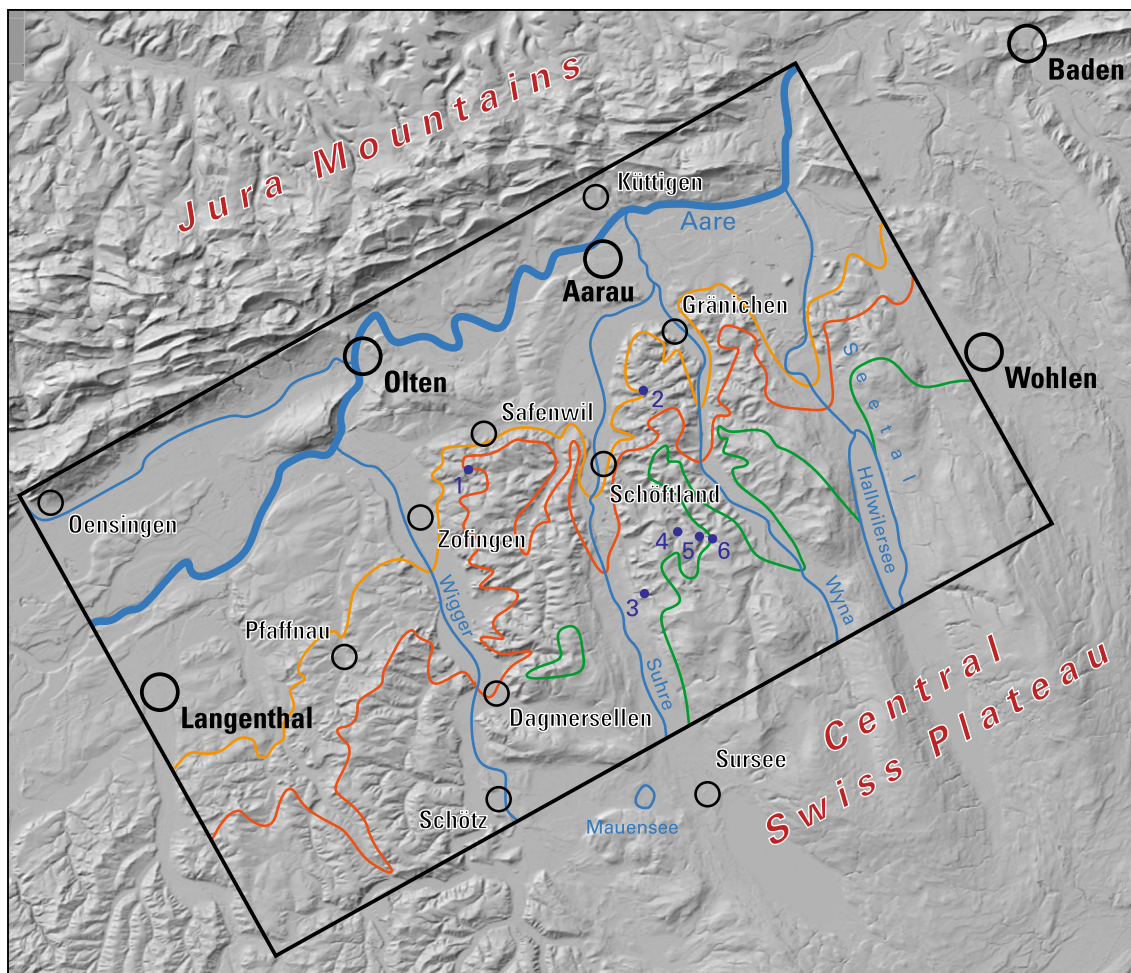 Baden
Jura Mountains
Küttigen
Aare
Aarau
Gränichen
Olten
Seetal
Wohlen
2
Safenwil
1
Schöftland
Hallwilersee
Oensingen
Zofingen
4
5
6
3
Wigger
Wyna
Pfaffnau
Suhre
Langenthal
Dagmersellen
Central
Swiss Plateau
Sursee
Schötz
Mauensee